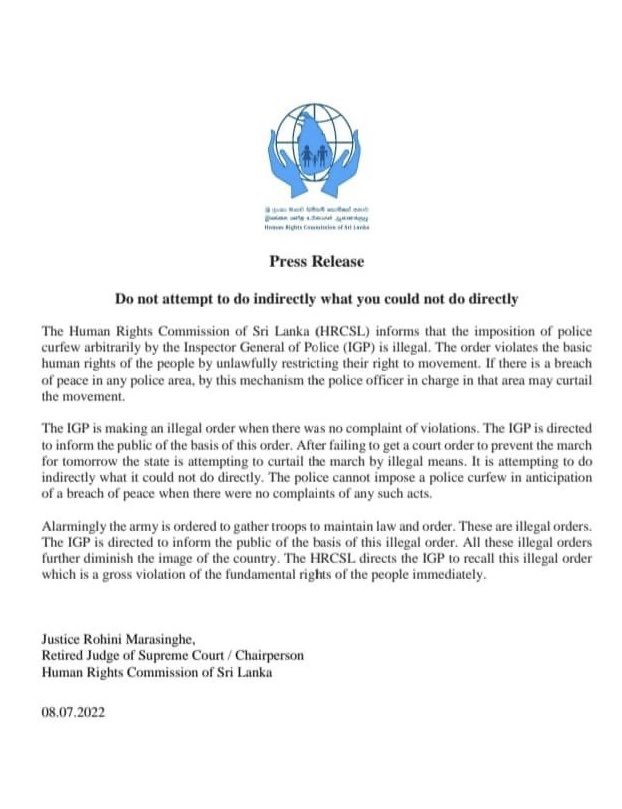 ශ්‍රී ලංකා මානව හිමිකම් කොමිෂන් සභාව
இலங்கை மனித உரிமைகள் ஆணைக்குழு
Human Rights Commission of Sri Lanka
Press Release
Do not attempt to do indirectly what you could not do directly
The Human Rights Commission of Sri Lanka (HRCSL) informs that the imposition of police
curfew arbitrarily by the Inspector General of Police (IGP) is illegal. The order violates the basic
human rights of the people by unlawfully restricting their right to movement. If there is a breach
of peace in any police area, by this mechanism the police officer in charge in that area may curtail
the movement.
The IGP is making an illegal order when there was no complaint of violations. The IGP is directed
to inform the public of the basis of this order. After failing to get a court order to prevent the march
for tomorrow the state is attempting to curtail the march by illegal means. It is attempting to do
indirectly what it could not do directly. The police cannot impose a police curfew in anticipation
of a breach of peace when there were no complaints of any such acts.
Alarmingly the army is ordered to gather troops to maintain law and order. These are illegal orders.
The IGP is directed to inform the public of the basis of this illegal order. All these illegal orders
further diminish the image of the country. The HRCSL directs the IGP to recall this illegal order
which is a gross violation of the fundamental rights of the people immediately.
Justice Rohini Marasinghe,
Retired Judge of Supreme Court / Chairperson
Human Rights Commission of Sri Lanka
08.07.2022